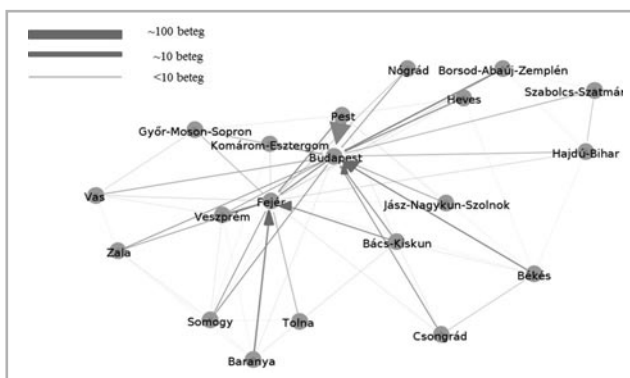 ~100 beteg
~10 beteg
<10 beteg
Nógrád
Borsod-Abaúj-Zemplén
Szabolcs-Szatmár
Heves
Pest
Győr-Moson-Sopron
Komárom-Esztergom
Budapest
Hajdú-Bihar
Vas
Fejér
Veszprém
Jász-Nagykun-Szolnok
Zala
Bács-Kiskun
Békés
Somogy
Tolna
Csongrád
Baranya